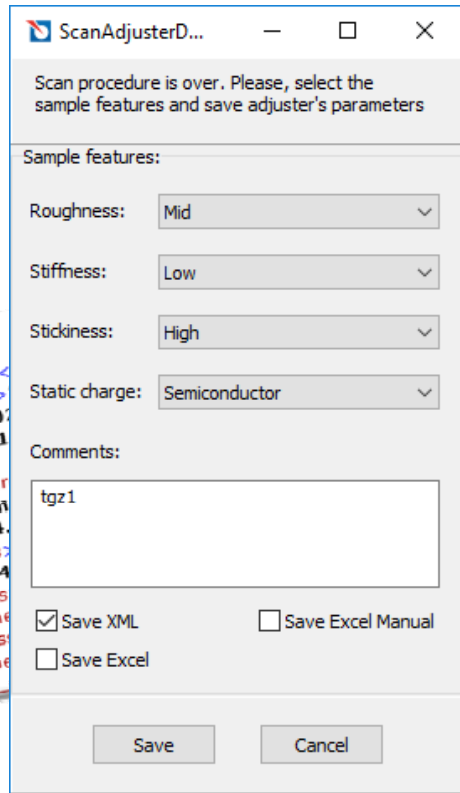 ScanAdjusterD...
Scan procedure is over. Please, select the
sample features and save adjuster's parameters
Sample features:
Roughness: Mid
Stiffness: Low
Stickiness: High
Static charge: Semiconductor
Comments:
tgz1
Save XML Save Excel Manual
Save Excel
Save Cancel